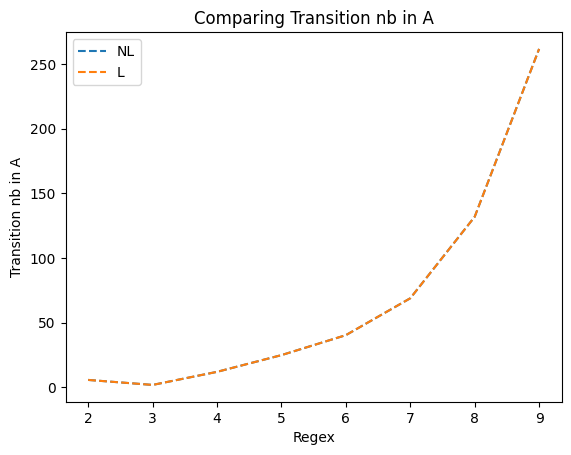 Comparing Transition nb in A
NL
L
Transition nb in A
250
200
150
100
50
0
2 3 4 5 6 7 8 9
Regex